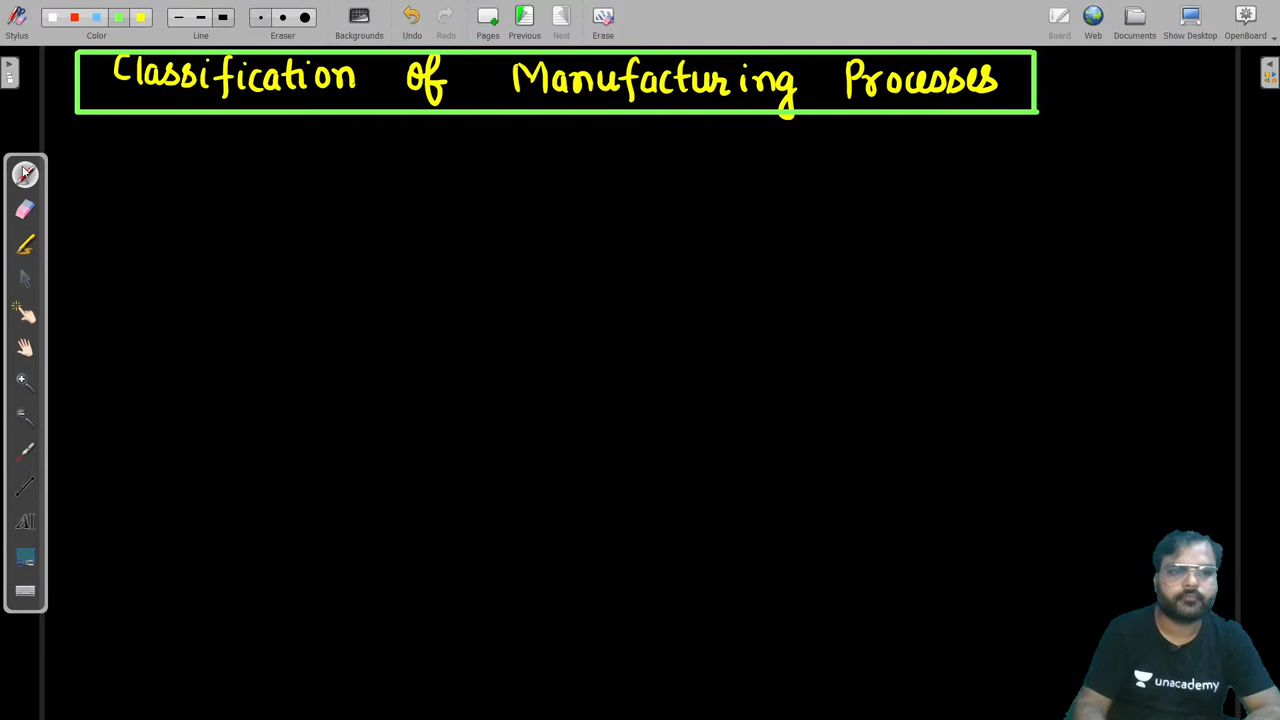 Stylus
Color
Line
Eraser
Backgrounds
Undo
Redo
Pages
Previous
Next
Erase
Board
Web
Documents
Show Desktop
OpenBoard
Classification of Manufacturing Processes
AI
unacademy